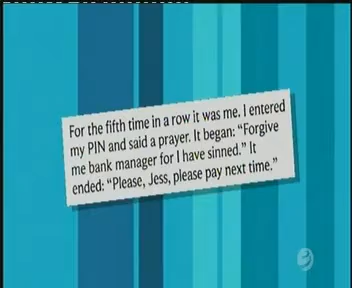 For the fifth time in a row it was me. I entered
my PIN and said a prayer. It began: “Forgive
me bank manager for I have sinned.” It
ended: “Please, Jess, please pay next time.”